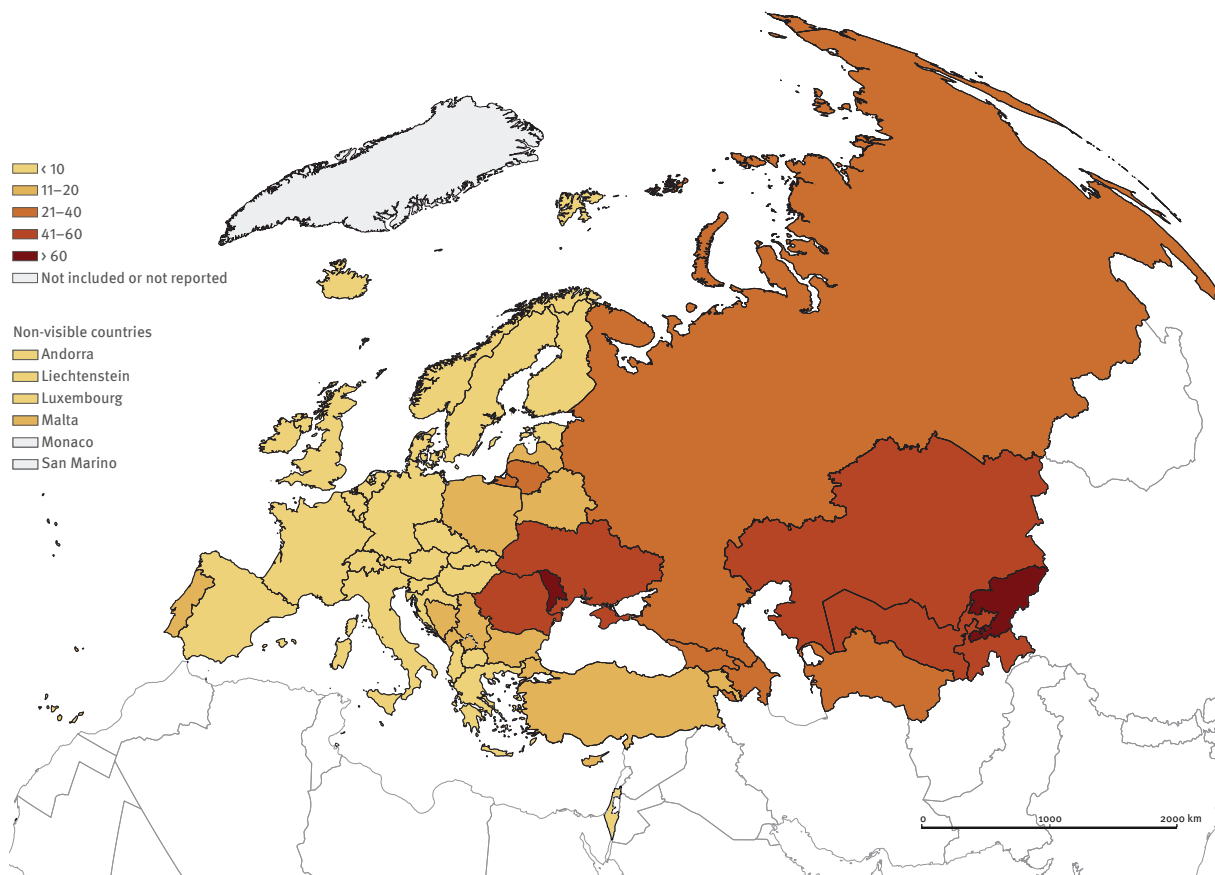 < 10
11–20
21–40
41–60
> 60
Not included or not reported
Non-visible countries
Andorra
Liechtenstein
Luxembourg
Malta
Monaco
San Marino
0 1000 2000 km